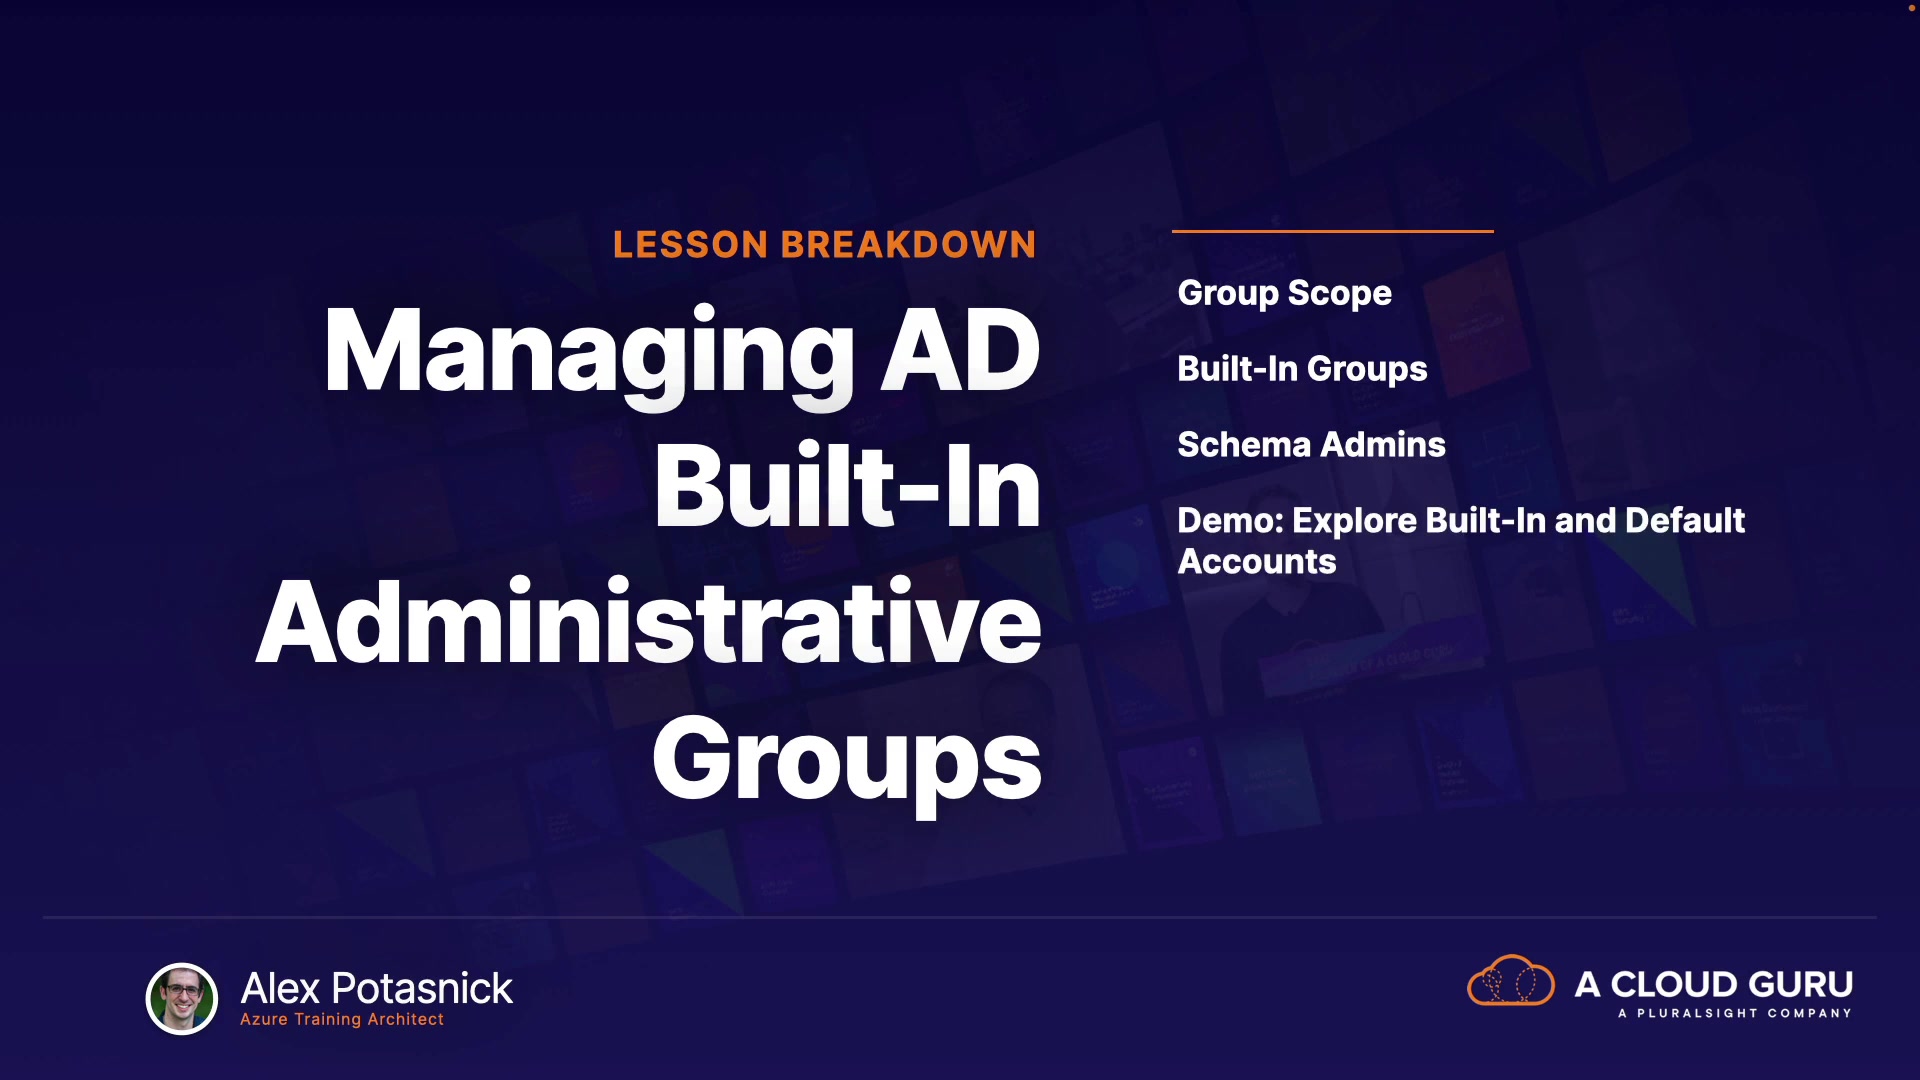 LESSON BREAKDOWN
Managing AD
Built-In
Administrative
Groups
Group Scope
Built-In Groups
Schema Admins
Demo: Explore Built-In and Default
Accounts
Alex Potasnick
Azure Training Architect
A CLOUD GURU
A PLURALSIGHT COMPANY